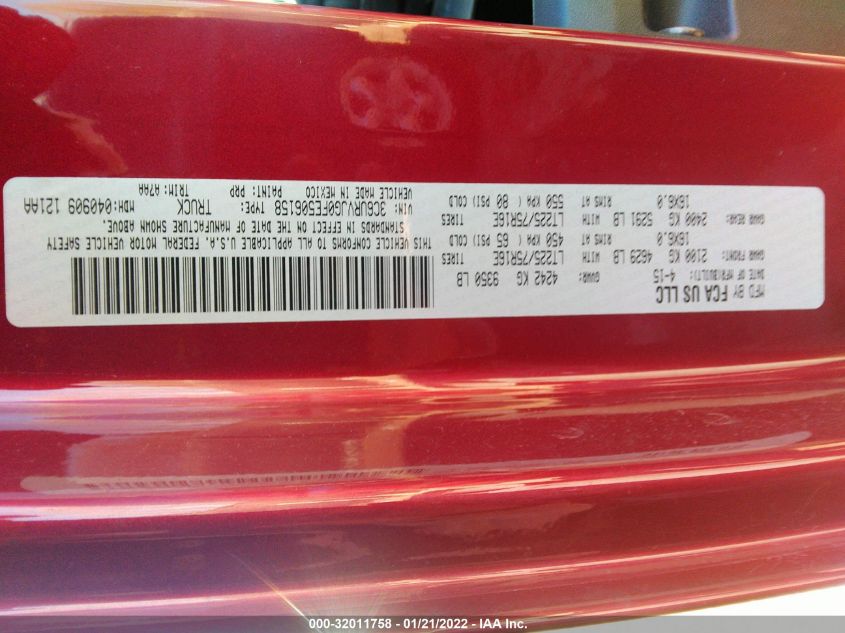 MFD BY FCA US LLC
DATE OF MFR(BUILT): 4-15 GVWR: 4242 KG 9350 LB
GAWR FRONT: 2100 KG 4629 LB WITH LT225/75R16E TIRES
16X6.0 RIMS AT 450 KPA ( 65 PSI) COLD
GAWR REAR: 2400 KG 5291 LB WITH LT225/75R16E TIRES
16X6.0 RIMS AT 550 KPA ( 80 PSI) COLD
THIS VEHICLE CONFORMS TO ALL APPLICABLE U.S.A. FEDERAL MOTOR VEHICLE SAFETY
STANDARDS IN EFFECT ON THE DATE OF MANUFACTURE SHOWN ABOVE.
VIN: 3C6URVJG0FE506158 TYPE: TRUCK MDH:040909 121AA
VEHICLE MADE IN MEXICO PAINT: PRP TRIM: A7AA
000-32011758 - 01/21/2022 - IAA Inc.